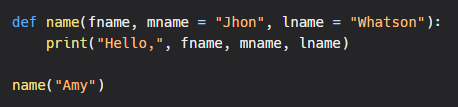 def name(fname, mname = "Jhon", lname = "Whatson"):
    print("Hello,", fname, mname, lname)

name("Amy")